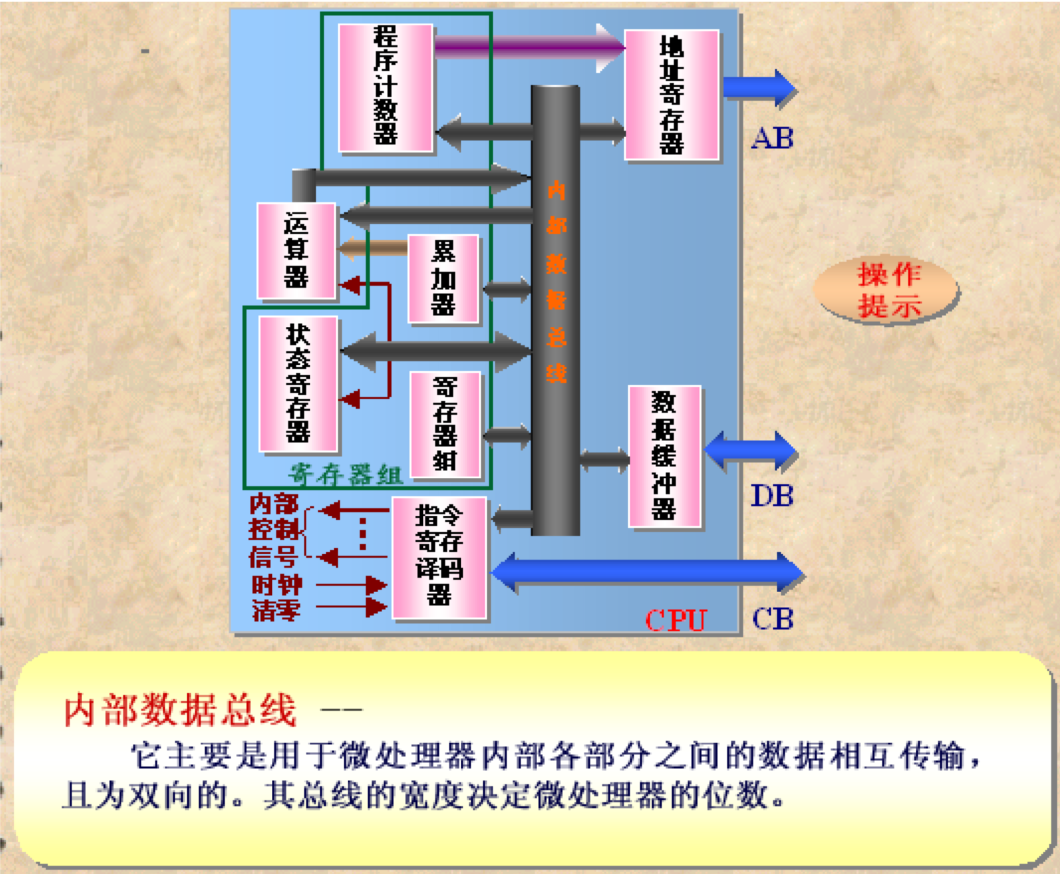 程序计数器
地址寄存器
AB
内部数据总线
运算器
累加器
操作
提示
状态寄存器
寄存器组
数据缓冲器
寄存器组
DB
内部
控制
信号
时钟
清零
指令
寄存
译码
器
CPU
CB
内部数据总线 --
它主要是用于微处理器内部各部分之间的数据相互传输，
且为双向的。其总线的宽度决定微处理器的位数。